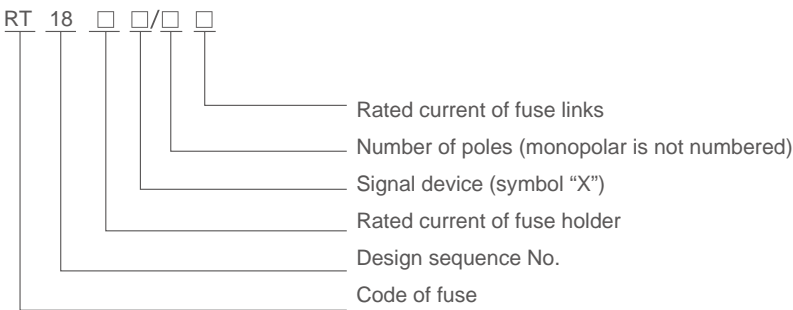 RT 18 □ □/□ □
Rated current of fuse links
Number of poles (monopolar is not numbered)
Signal device (symbol “X”)
Rated current of fuse holder
Design sequence No.
Code of fuse